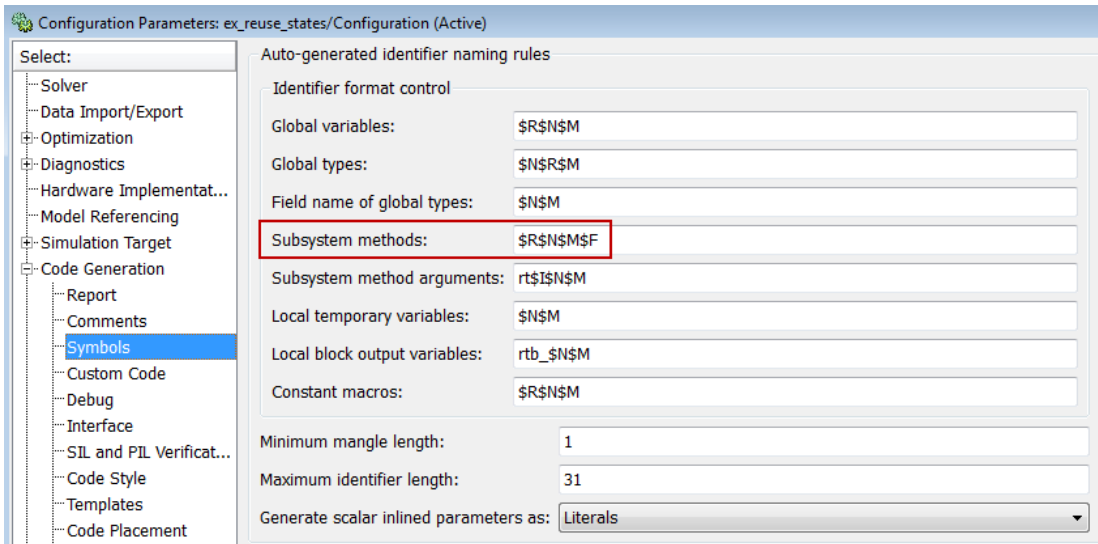 Configuration Parameters: ex_reuse_states/Configuration (Active)
Select:
Solver
Data Import/Export
Optimization
Diagnostics
Hardware Implementat...
Model Referencing
Simulation Target
Code Generation
Report
Comments
Symbols
Custom Code
Debug
Interface
SIL and PIL Verificat...
Code Style
Templates
Code Placement
Auto-generated identifier naming rules
Identifier format control
Global variables: $R$N$M
Global types: $N$R$M
Field name of global types: $N$M
Subsystem methods: $R$N$M$F
Subsystem method arguments: rt$I$N$M
Local temporary variables: $N$M
Local block output variables: rtb_$N$M
Constant macros: $R$N$M
Minimum mangle length: 1
Maximum identifier length: 31
Generate scalar inlined parameters as: Literals